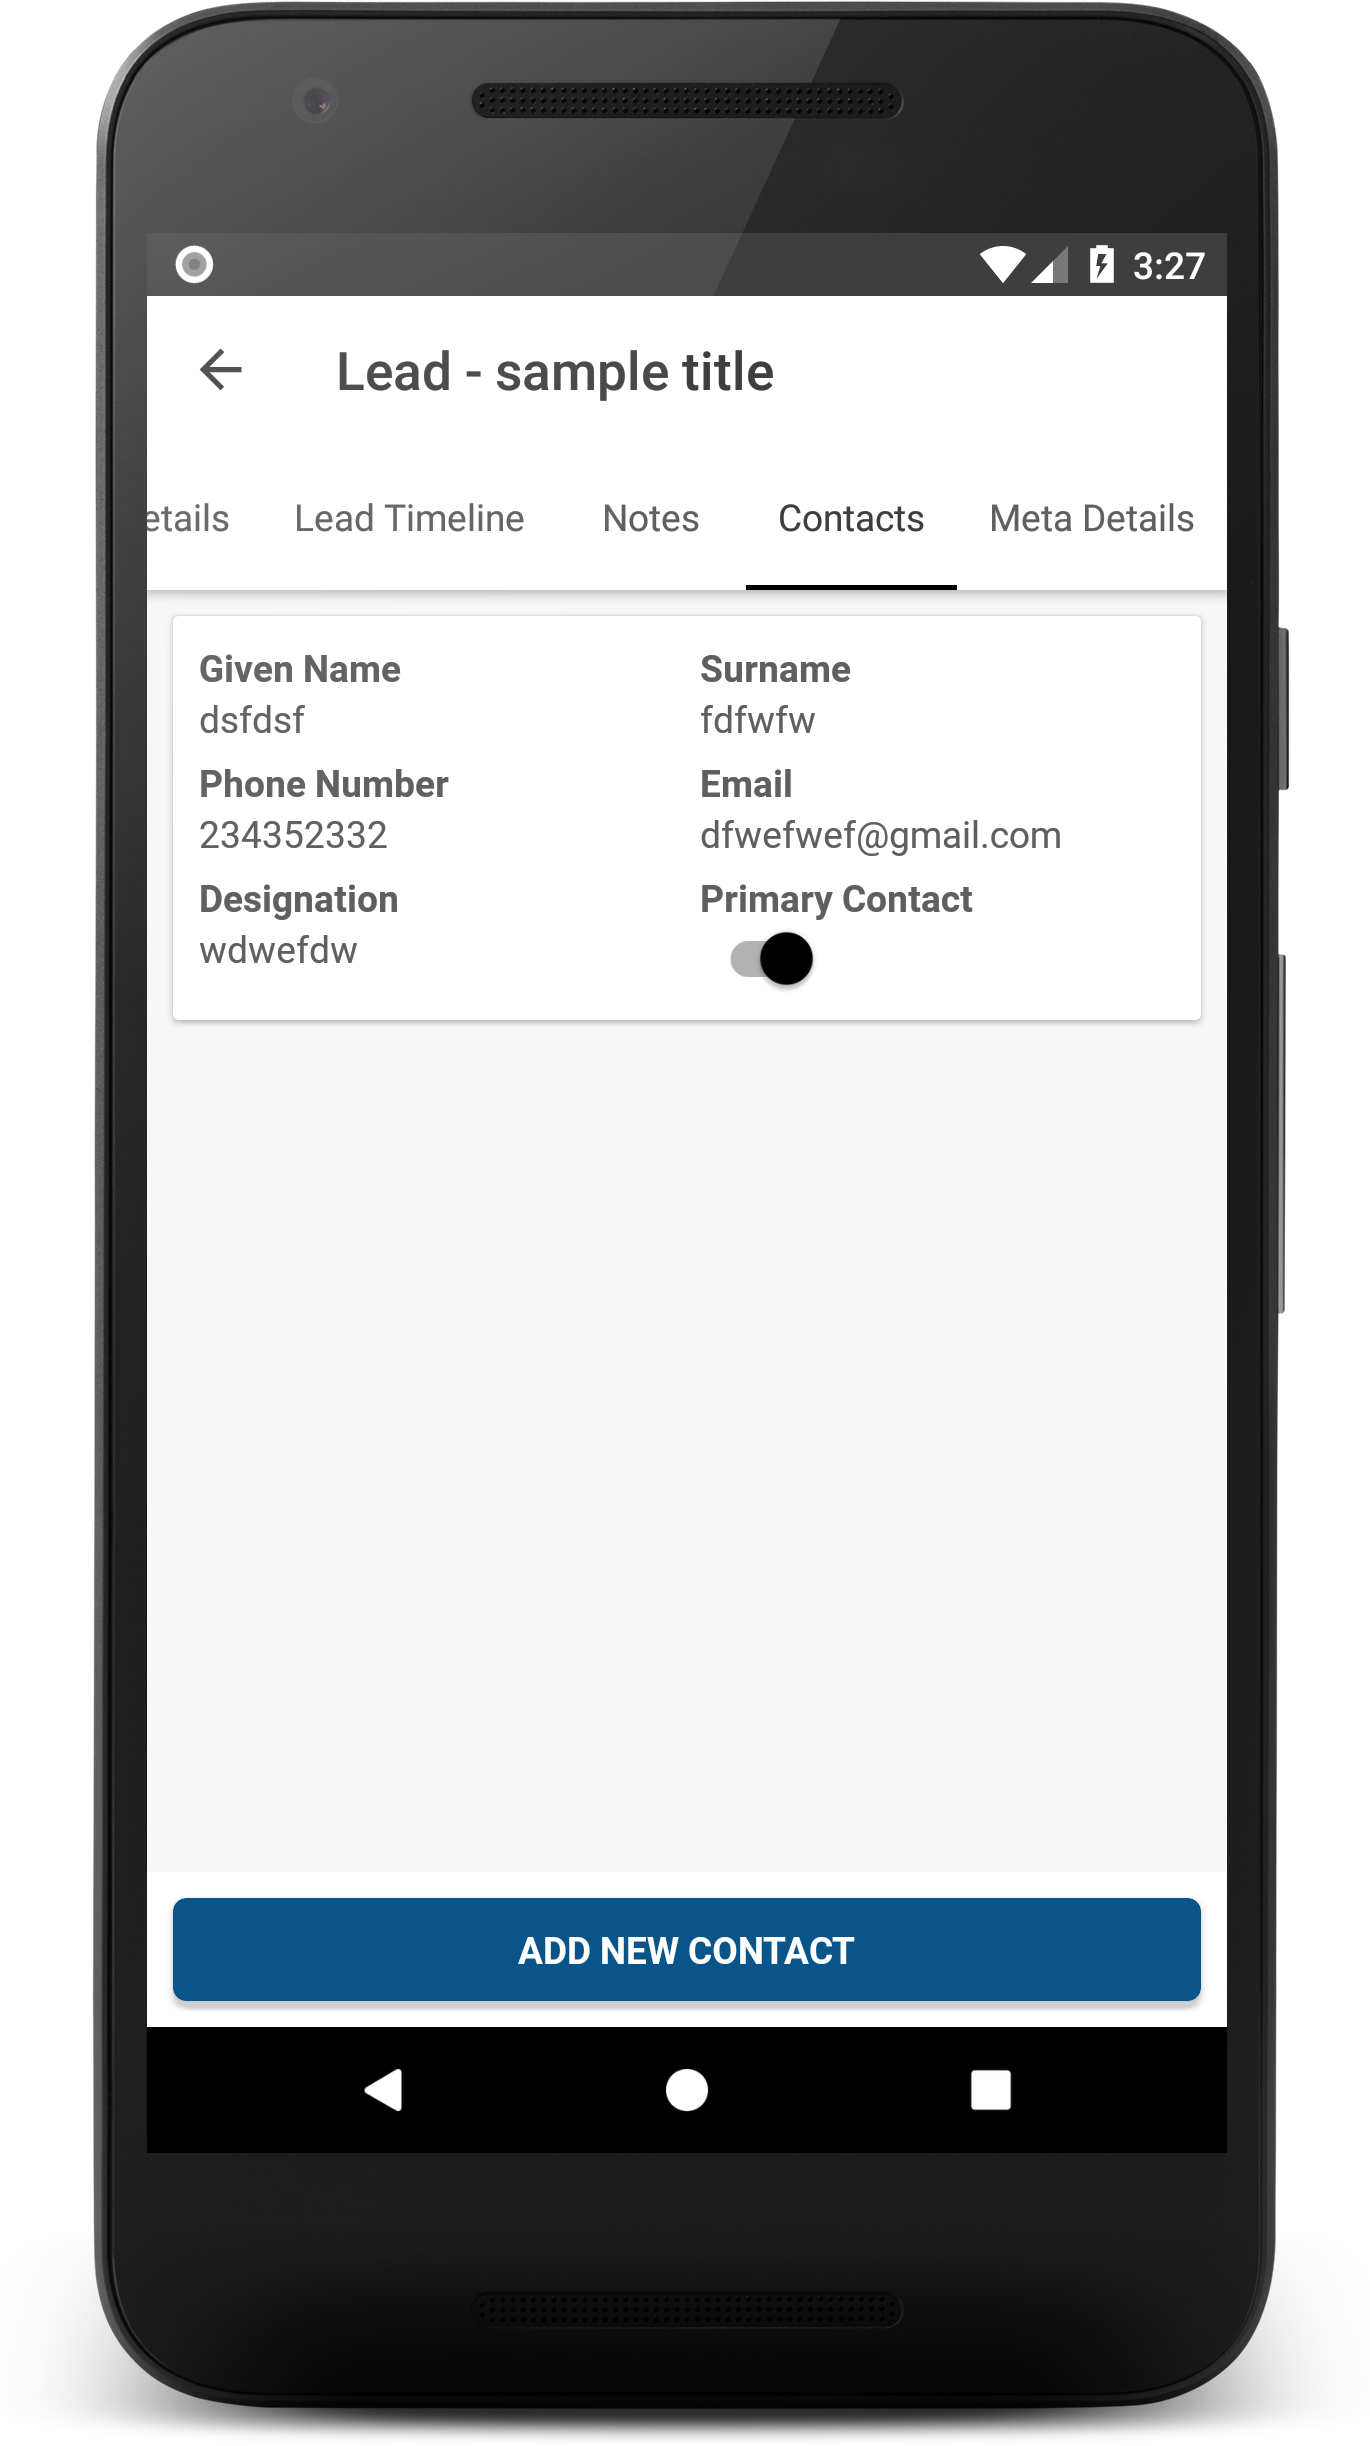 3:27
Lead - sample title
etails Lead Timeline Notes Contacts Meta Details
Given Name Surname
dsfdsf fdfwfw
Phone Number Email
234352332 dfwefwef@gmail.com
Designation Primary Contact
wdwefdw
ADD NEW CONTACT